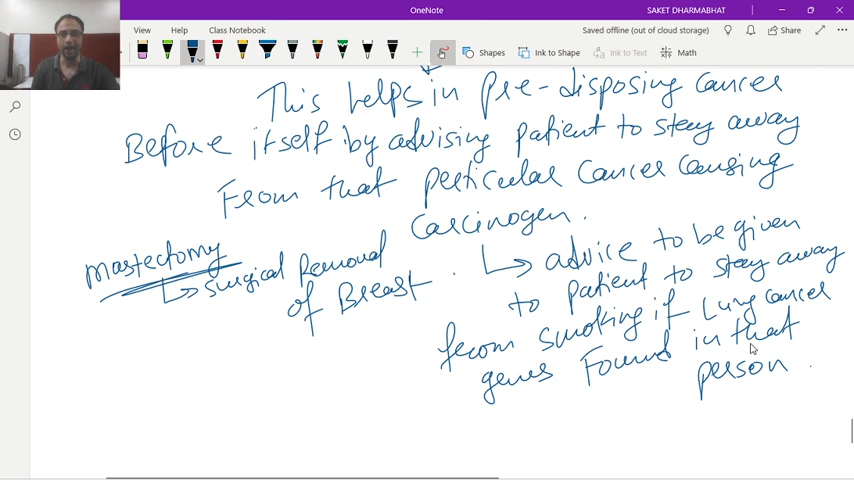 OneNote
SAKET DHARMABHAT
View Help Class Notebook
Saved offline (out of cloud storage)
Share
Shapes
Ink to Shape
Ink to Text
Math
This helps in Pre-disposing cancer
Before itself by advising patient to stay away
From that perticular cancer causing
carcinogen.
mastectomy
surgical Removal
of Breast.
advice to be given
to patient to stay away
from smoking if Lung cancer
genes Found in that
person.